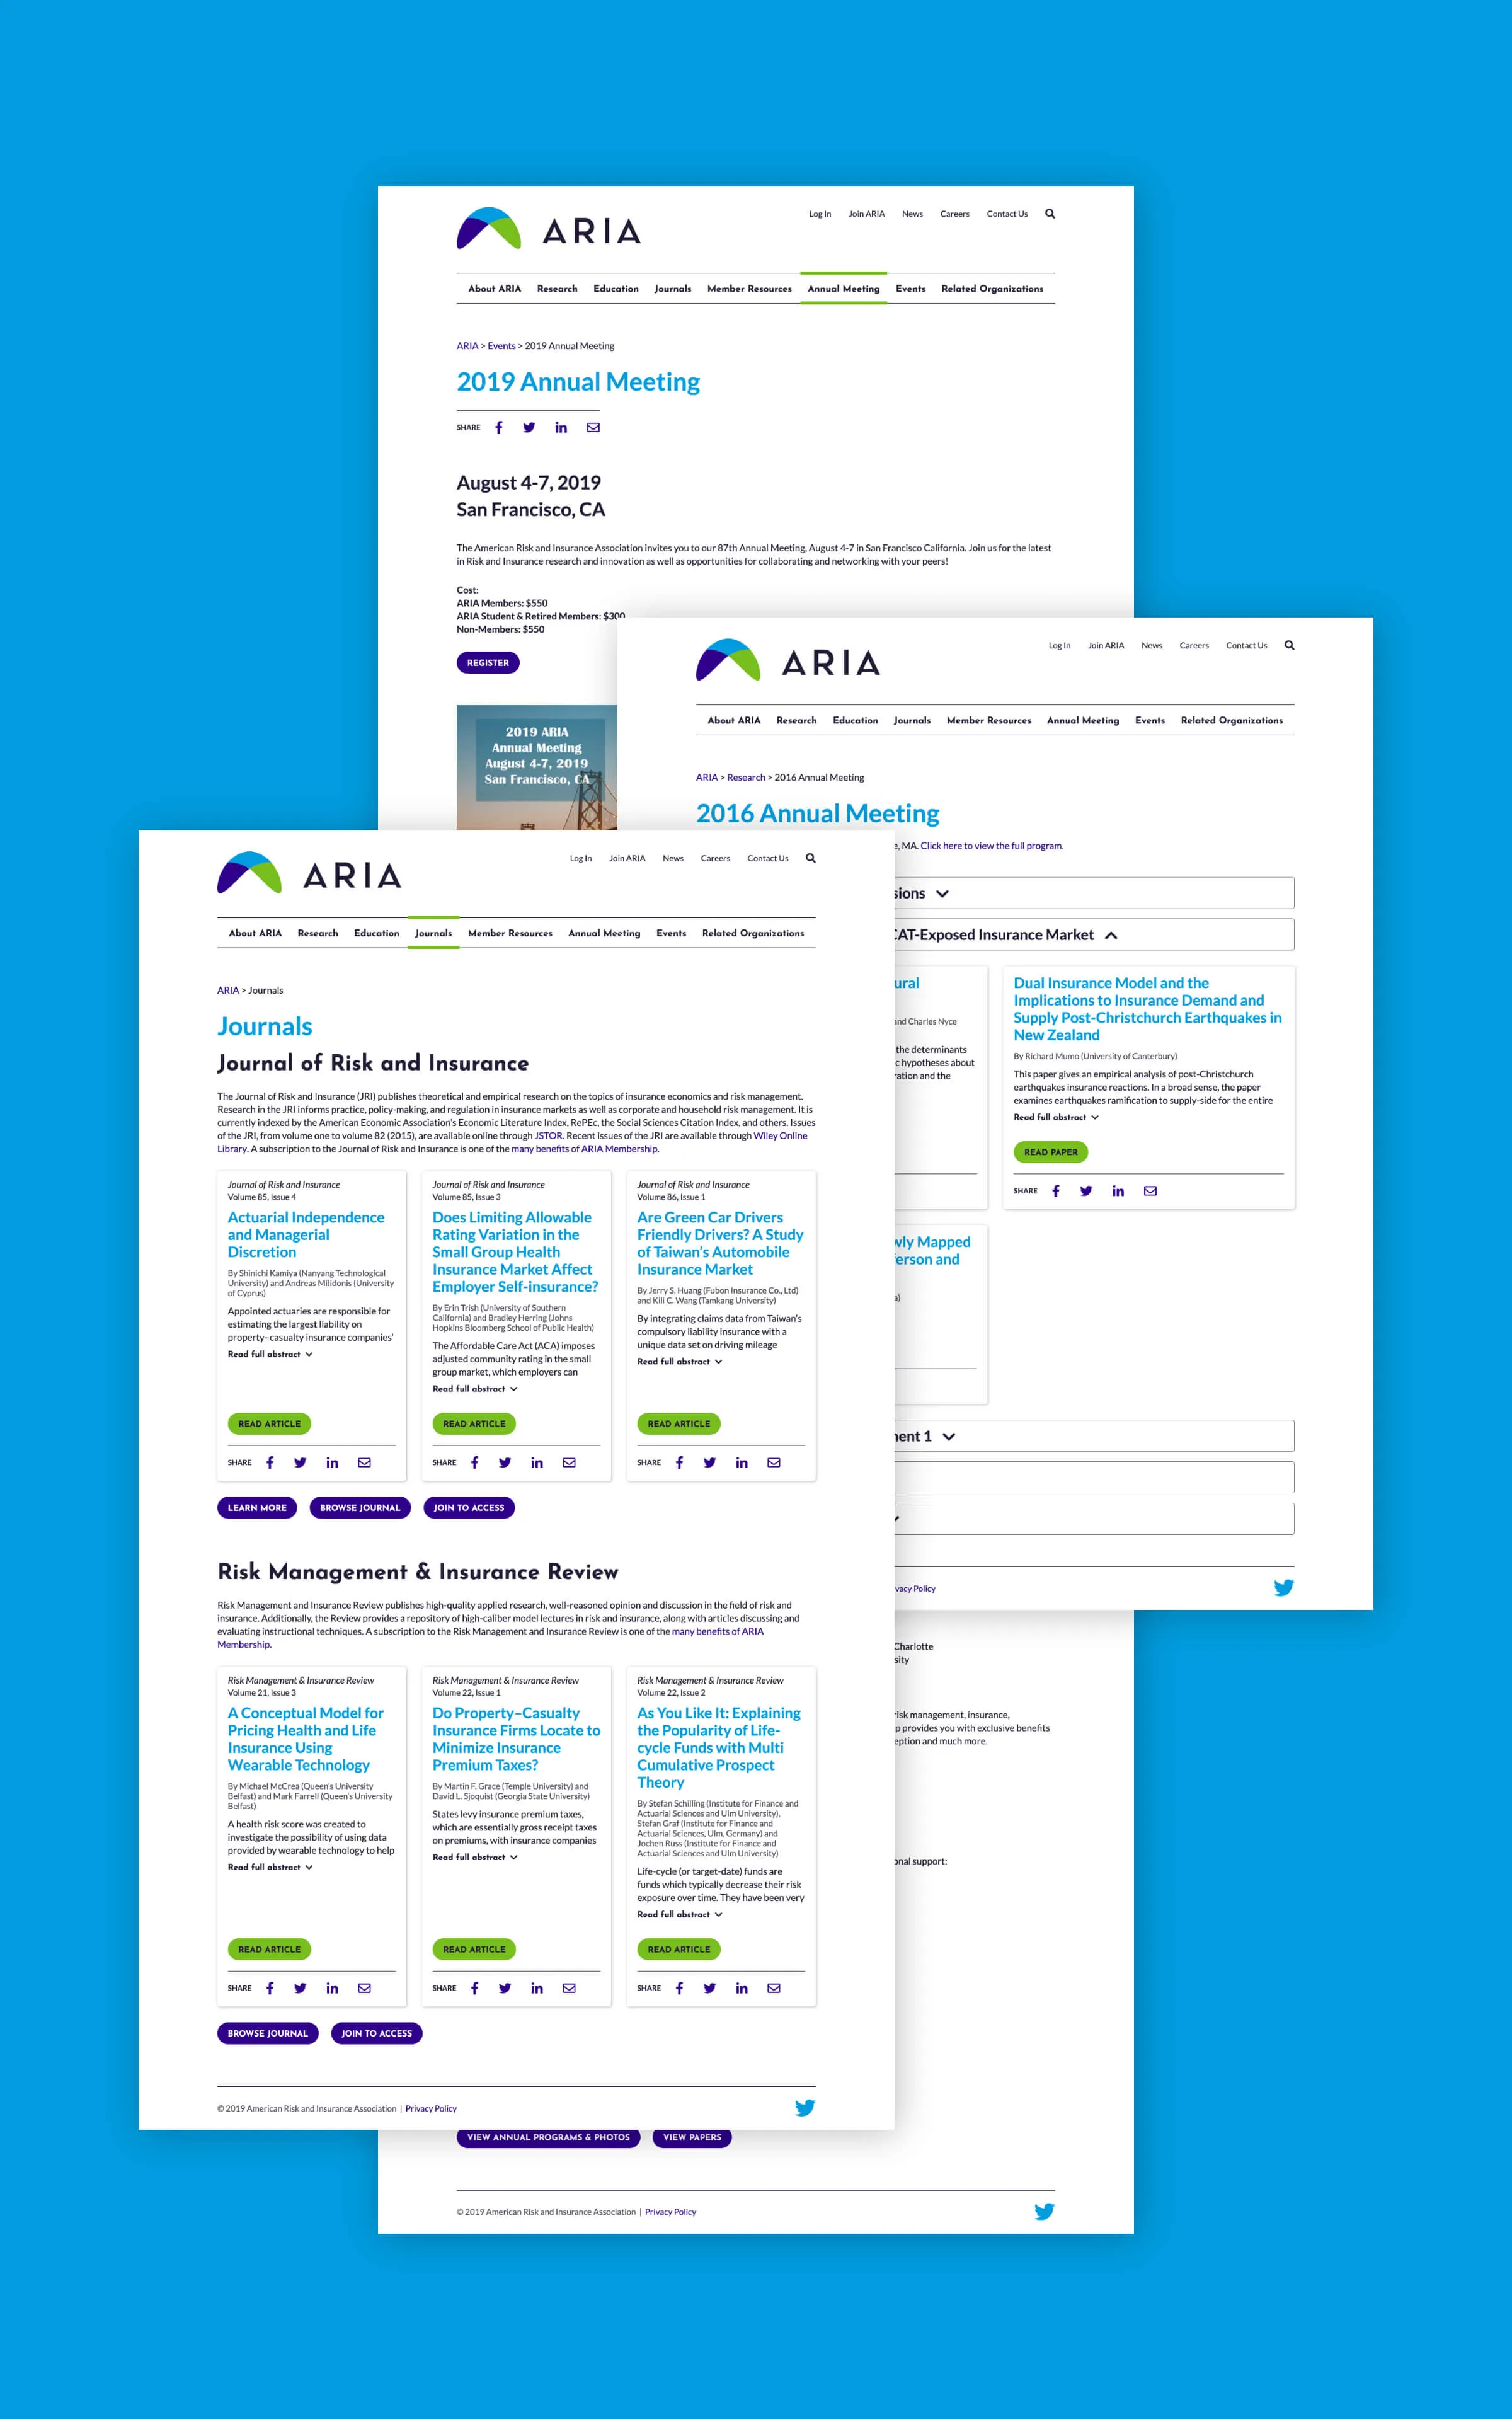 ARIA
Log In Join ARIA News Careers Contact Us
About ARIA Research Education Journals Member Resources Annual Meeting Events Related Organizations
ARIA > Events > 2019 Annual Meeting
2019 Annual Meeting
SHARE
August 4-7, 2019
San Francisco, CA
The American Risk and Insurance Association invites you to our 87th Annual Meeting, August 4-7 in San Francisco California. Join us for the latest
in Risk and Insurance research and innovation as well as opportunities for collaborating and networking with your peers!
Cost:
ARIA Members: $550
ARIA Student & Retired Members: $300
Non-Members: $550
REGISTER
2019 ARIA
Annual Meeting
August 4-7, 2019
San Francisco, CA
ARIA
Log In Join ARIA News Careers Contact Us
About ARIA Research Education Journals Member Resources Annual Meeting Events Related Organizations
ARIA > Research > 2016 Annual Meeting
2016 Annual Meeting
MA. Click here to view the full program.
CAT-Exposed Insurance Market
and Charles Nyce
the determinants
hypotheses about
and the
Dual Insurance Model and the
Implications to Insurance Demand and
Supply Post-Christchurch Earthquakes in
New Zealand
By Richard Mumo (University of Canterbury)
This paper gives an empirical analysis of post-Christchurch
earthquakes insurance reactions. In a broad sense, the paper
examines earthquakes ramification to supply-side for the entire
Read full abstract
READ PAPER
SHARE
Mapped
and
1
Policy
ARIA
Log In Join ARIA News Careers Contact Us
About ARIA Research Education Journals Member Resources Annual Meeting Events Related Organizations
ARIA > Journals
Journals
Journal of Risk and Insurance
The Journal of Risk and Insurance (JRI) publishes theoretical and empirical research on the topics of insurance economics and risk management.
Research in the JRI informs practice, policy-making, and regulation in insurance markets as well as corporate and household risk management. It is
currently indexed by the American Economic Association's Economic Literature Index, RePEc, the Social Sciences Citation Index, and others. Issues
of the JRI, from volume one to volume 82 (2015), are available online through JSTOR. Recent issues of the JRI are available through Wiley Online
Library. A subscription to the Journal of Risk and Insurance is one of the many benefits of ARIA Membership.
Journal of Risk and Insurance
Volume 85, Issue 4
Actuarial Independence
and Managerial
Discretion
By Shinichi Kamiya (Nanyang Technological
University) and Andreas Milidonis (University
of Cyprus)
Appointed actuaries are responsible for
estimating the largest liability on
property–casualty insurance companies'
Read full abstract
READ ARTICLE
SHARE
Journal of Risk and Insurance
Volume 85, Issue 3
Does Limiting Allowable
Rating Variation in the
Small Group Health
Insurance Market Affect
Employer Self-insurance?
By Erin Trish (University of Southern
California) and Bradley Herring (Johns
Hopkins Bloomberg School of Public Health)
The Affordable Care Act (ACA) imposes
adjusted community rating in the small
group market, which employers can
Read full abstract
READ ARTICLE
SHARE
Journal of Risk and Insurance
Volume 86, Issue 1
Are Green Car Drivers
Friendly Drivers? A Study
of Taiwan's Automobile
Insurance Market
By Jerry S. Huang (Fubon Insurance Co., Ltd)
and Kili C. Wang (Tamkang University)
By integrating claims data from Taiwan's
compulsory liability insurance with a
unique data set on driving mileage
Read full abstract
READ ARTICLE
SHARE
LEARN MORE BROWSE JOURNAL JOIN TO ACCESS
Risk Management & Insurance Review
Risk Management and Insurance Review publishes high-quality applied research, well-reasoned opinion and discussion in the field of risk and
insurance. Additionally, the Review provides a repository of high-caliber model lectures in risk and insurance, along with articles discussing and
evaluating instructional techniques. A subscription to the Risk Management and Insurance Review is one of the many benefits of ARIA
Membership.
Risk Management & Insurance Review
Volume 21, Issue 3
A Conceptual Model for
Pricing Health and Life
Insurance Using
Wearable Technology
By Michael McCrea (Queen's University
Belfast) and Mark Farrell (Queen's University
Belfast)
A health risk score was created to
investigate the possibility of using data
provided by wearable technology to help
Read full abstract
READ ARTICLE
SHARE
Risk Management & Insurance Review
Volume 22, Issue 1
Do Property–Casualty
Insurance Firms Locate to
Minimize Insurance
Premium Taxes?
By Martin F. Grace (Temple University) and
David L. Sjoquist (Georgia State University)
States levy insurance premium taxes,
which are essentially gross receipt taxes
on premiums, with insurance companies
Read full abstract
READ ARTICLE
SHARE
Risk Management & Insurance Review
Volume 22, Issue 2
As You Like It: Explaining
the Popularity of Life-
cycle Funds with Multi
Cumulative Prospect
Theory
By Stefan Schilling (Institute for Finance and
Actuarial Sciences and Ulm University),
Stefan Graf (Institute for Finance and
Actuarial Sciences, Ulm, Germany) and
Jochen Russ (Institute for Finance and
Actuarial Sciences and Ulm University)
Life-cycle (or target-date) funds are
funds which typically decrease their risk
exposure over time. They have been very
Read full abstract
READ ARTICLE
SHARE
BROWSE JOURNAL JOIN TO ACCESS
© 2019 American Risk and Insurance Association | Privacy Policy
Charlotte
risk management, insurance,
provides you with exclusive benefits
and much more.
support:
VIEW ANNUAL PROGRAMS & PHOTOS VIEW PAPERS
© 2019 American Risk and Insurance Association | Privacy Policy